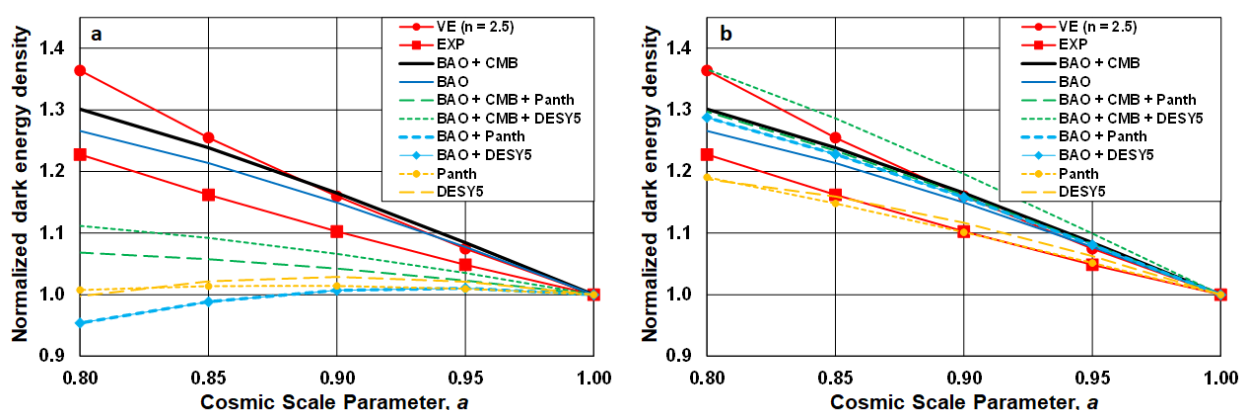 a
Normalized dark energy density
1.4
1.3
1.2
1.1
1.0
0.9
VE (n = 2.5)
EXP
BAO + CMB
BAO
BAO + CMB + Panth
BAO + CMB + DESY5
BAO + Panth
BAO + DESY5
Panth
DESY5
0.80 0.85 0.90 0.95 1.00
Cosmic Scale Parameter, a
b
Normalized dark energy density
1.4
1.3
1.2
1.1
1.0
0.9
VE (n = 2.5)
EXP
BAO + CMB
BAO
BAO + CMB + Panth
BAO + CMB + DESY5
BAO + Panth
BAO + DESY5
Panth
DESY5
0.80 0.85 0.90 0.95 1.00
Cosmic Scale Parameter, a